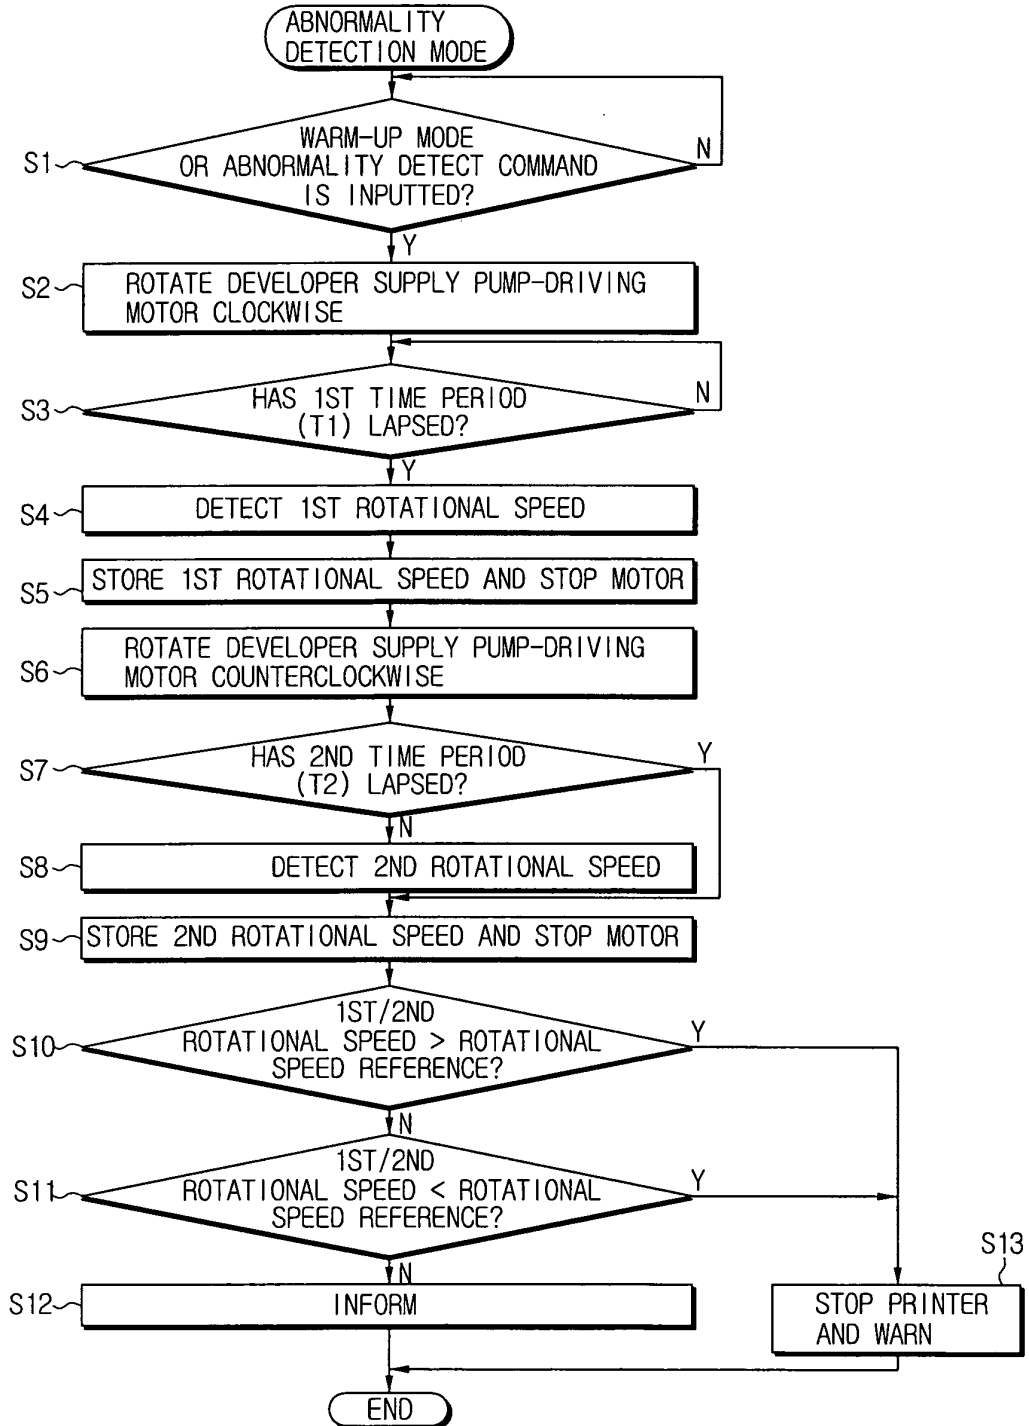 ABNORMALITY
DETECTION MODE
S1
WARM-UP MODE
OR ABNORMALITY DETECT COMMAND
IS INPUTTED?
N
Y
S2
ROTATE DEVELOPER SUPPLY PUMP-DRIVING
MOTOR CLOCKWISE
S3
HAS 1ST TIME PERIOD
(T1) LAPSED?
N
Y
S4
DETECT 1ST ROTATIONAL SPEED
S5
STORE 1ST ROTATIONAL SPEED AND STOP MOTOR
S6
ROTATE DEVELOPER SUPPLY PUMP-DRIVING
MOTOR COUNTERCLOCKWISE
S7
HAS 2ND TIME PERIOD
(T2) LAPSED?
Y
N
S8
DETECT 2ND ROTATIONAL SPEED
S9
STORE 2ND ROTATIONAL SPEED AND STOP MOTOR
S10
1ST/2ND
ROTATIONAL SPEED > ROTATIONAL
SPEED REFERENCE?
Y
N
S11
1ST/2ND
ROTATIONAL SPEED < ROTATIONAL
SPEED REFERENCE?
Y
N
S12
INFORM
S13
STOP PRINTER
AND WARN
END